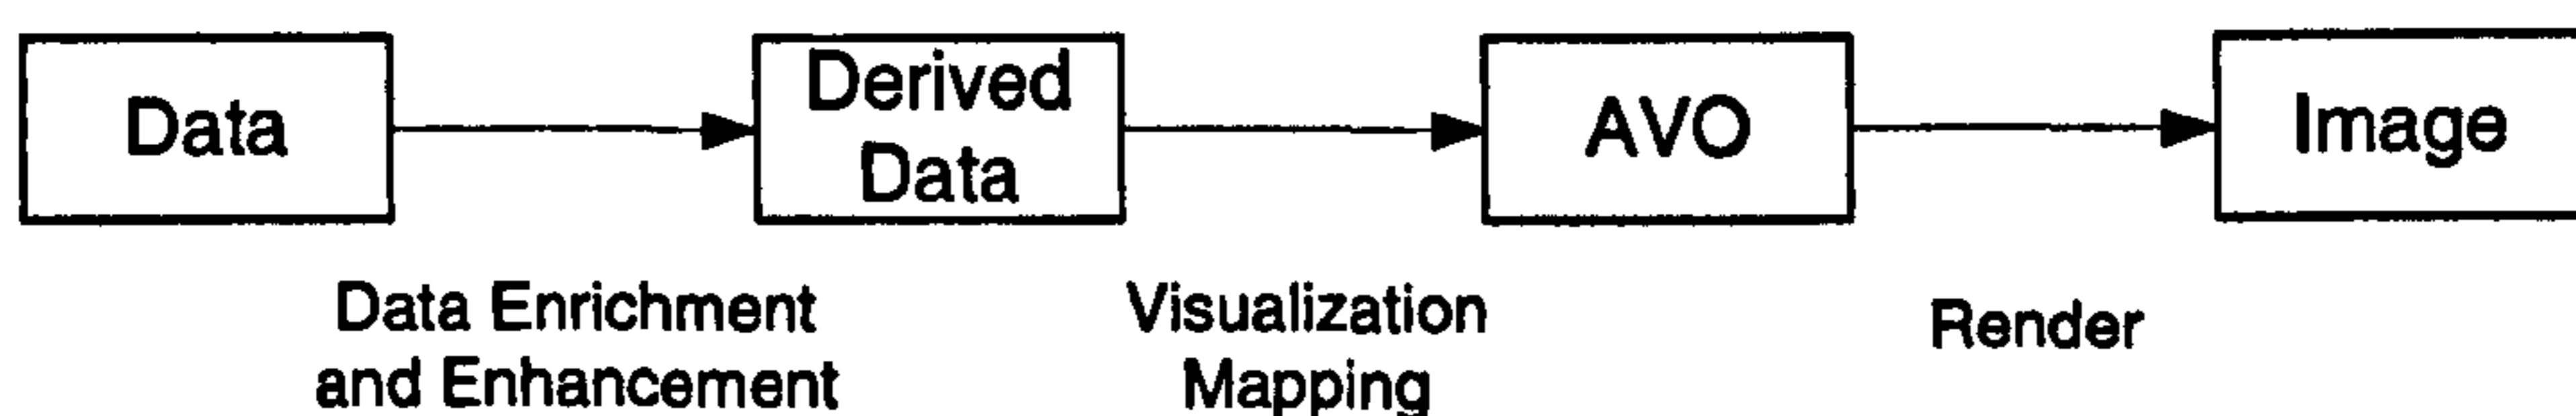 Data
Derived
Data
AVO
Image
Data Enrichment
and Enhancement
Visualization
Mapping
Render